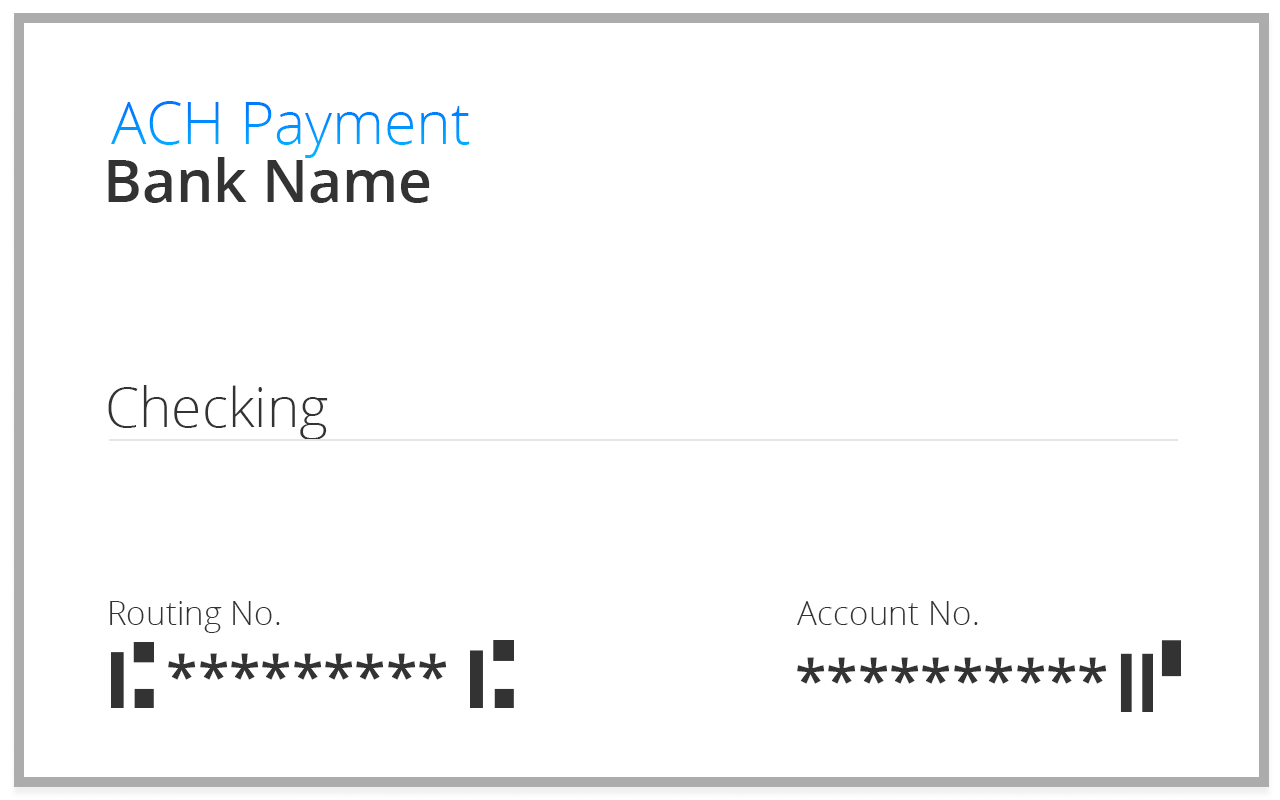 ACH Payment
Bank Name
Checking
Routing No.
⑆*********⑆
Account No.
**********⑈